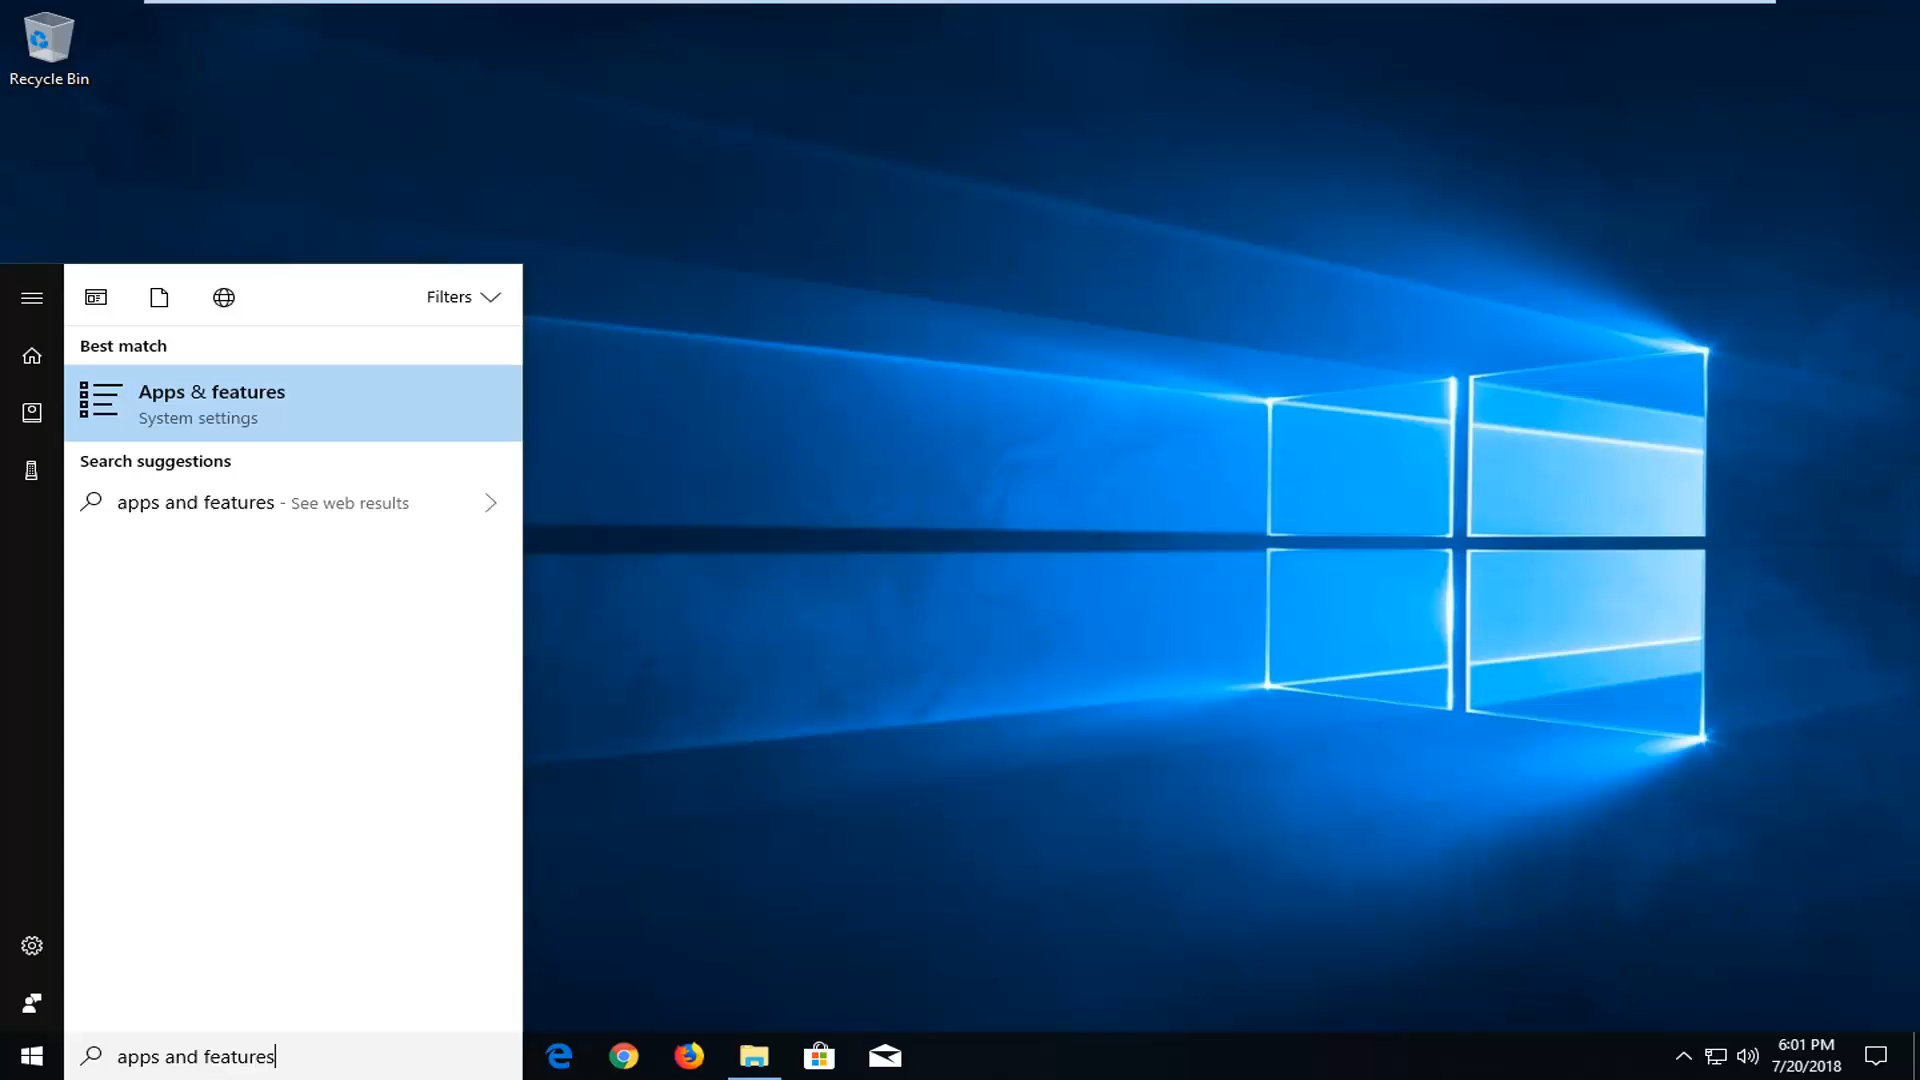 Recycle Bin
Filters
Best match
Apps & features
System settings
Search suggestions
apps and features - See web results
apps and features
6:01 PM
7/20/2018